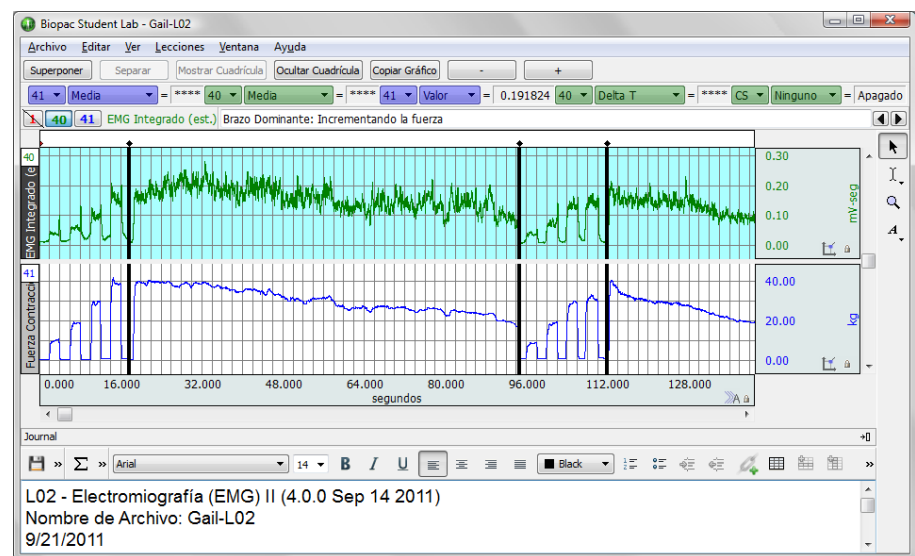 Biopac Student Lab - Gail-L02
Archivo Editar Ver Lecciones Ventana Ayuda
Superponer Separar Mostrar Cuadrícula Ocultar Cuadrícula Copiar Gráfico - +
41 Media = **** 40 Media = **** 41 Valor = 0.191824 40 Delta T = **** CS Ninguno = Apagado
1 40 41 EMG Integrado (est.) Brazo Dominante: Incrementando la fuerza
40
EMG Integrado (e
0.30
0.20
0.10
0.00
mV-seg
41
Fuerza Contracci
40.00
20.00
0.00
kg
0.000 16.000 32.000 48.000 64.000 80.000 96.000 112.000 128.000
segundos
A
Journal
» Σ » Arial 14 B I U Black »
L02 - Electromiografía (EMG) II (4.0.0 Sep 14 2011)
Nombre de Archivo: Gail-L02
9/21/2011